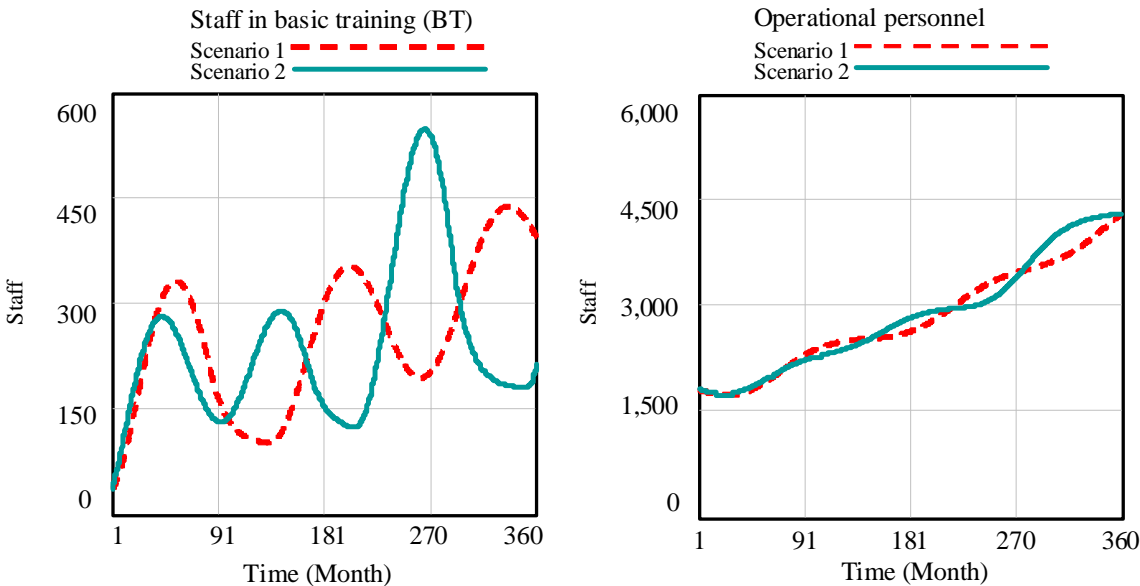 Staff in basic training (BT)
Scenario 1
Scenario 2
600
450
300
150
0
Staff
1 91 181 270 360
Time (Month)
Operational personnel
Scenario 1
Scenario 2
6,000
4,500
3,000
1,500
0
Staff
1 91 181 270 360
Time (Month)